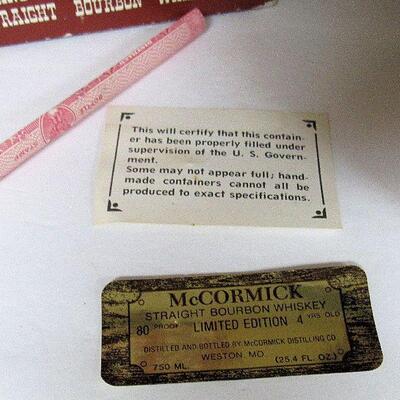 STRAIGHT BOURBON WHISKEY
This will certify that this contain-
er has been properly filled under
supervision of the U. S. Govern-
ment.
Some may not appear full; hand-
made containers cannot all be
produced to exact specifications.
McCORMICK
STRAIGHT BOURBON WHISKEY
80 PROOF LIMITED EDITION 4 YRS OLD
DISTILLED AND BOTTLED BY McCORMICK DISTILLING CO
WESTON, MO.
750 ML. (25.4 FL. OZ.)